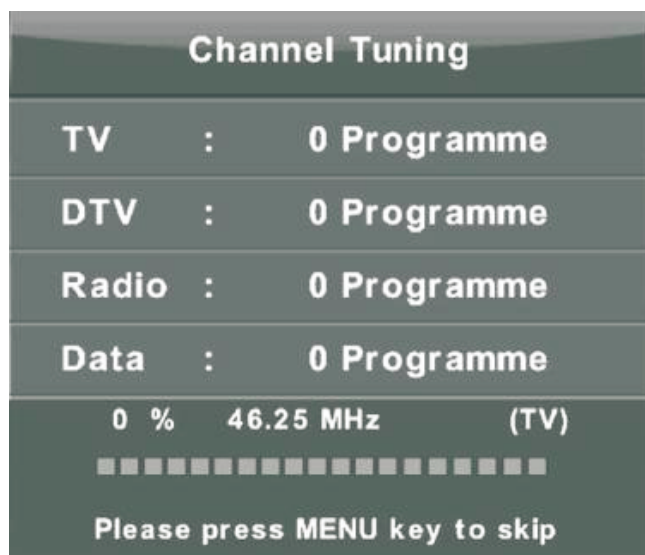 Channel Tuning
TV : 0 Programme
DTV : 0 Programme
Radio : 0 Programme
Data : 0 Programme
0 % 46.25 MHz (TV)
Please press MENU key to skip